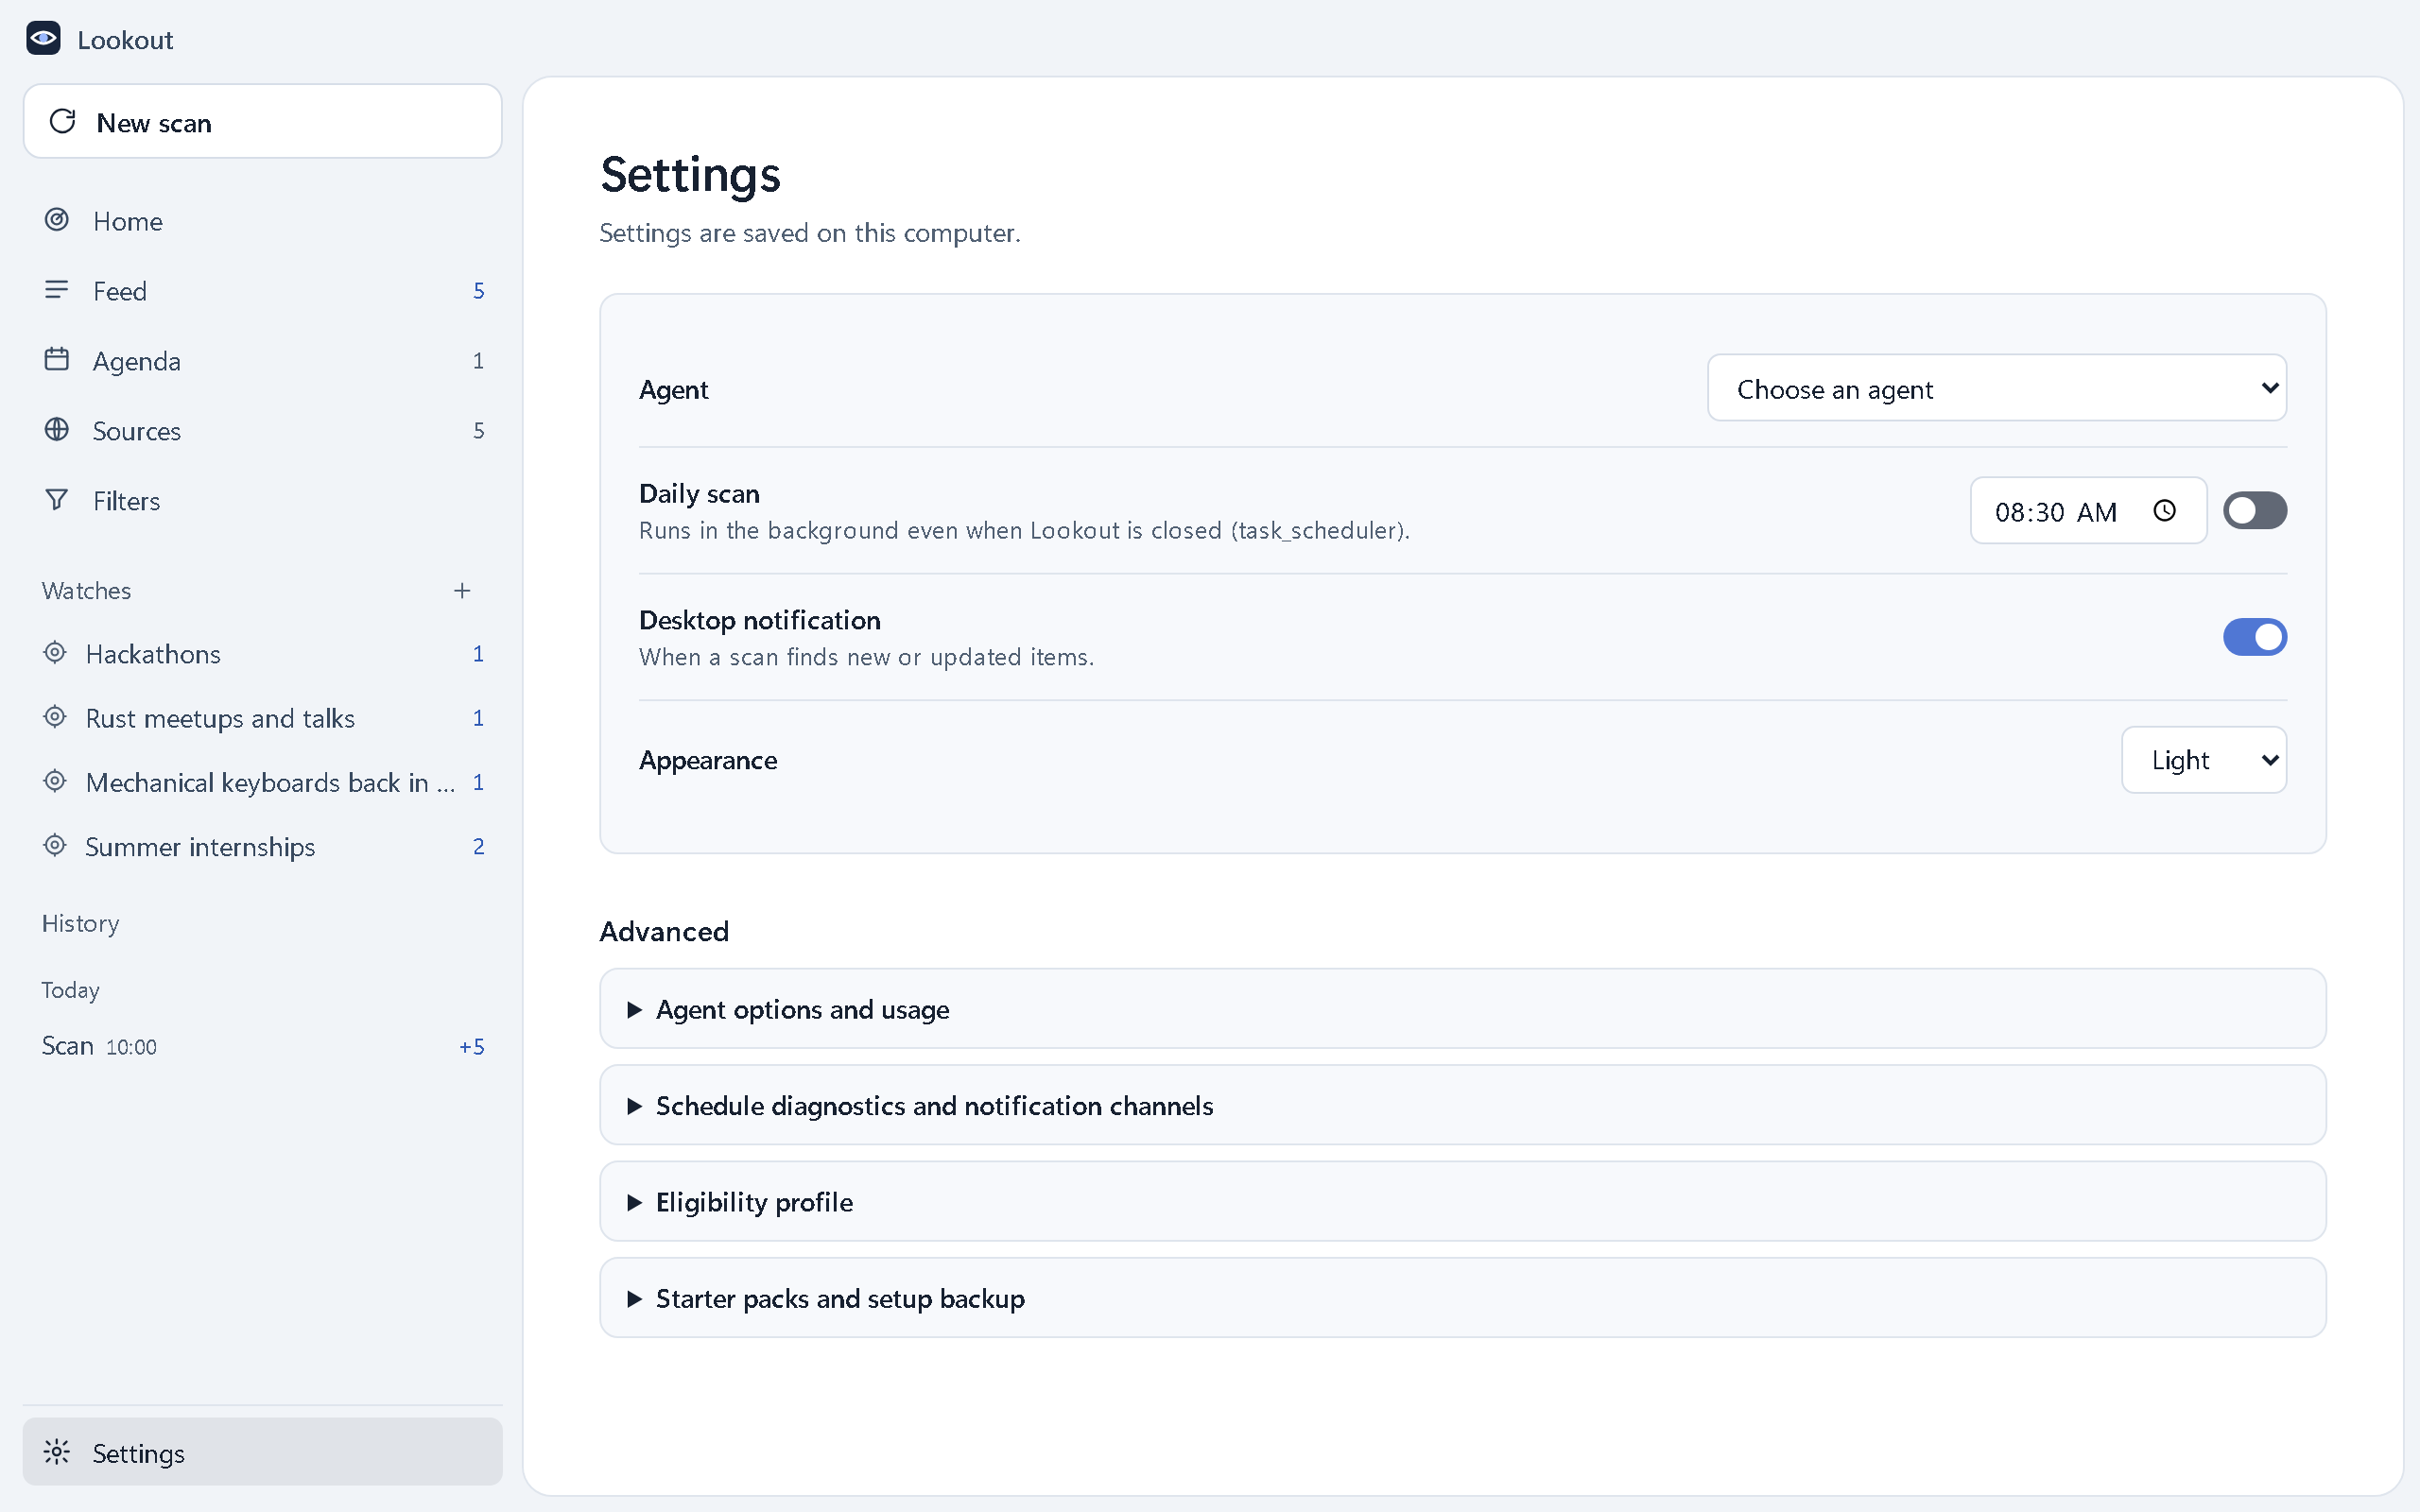 Lookout
New scan
Home
Feed 5
Agenda 1
Sources 5
Filters
Watches +
Hackathons 1
Rust meetups and talks 1
Mechanical keyboards back in ... 1
Summer internships 2
History
Today
Scan 10:00 +5
Settings
Settings
Settings are saved on this computer.
Agent
Choose an agent
Daily scan
Runs in the background even when Lookout is closed (task_scheduler).
08:30 AM
Desktop notification
When a scan finds new or updated items.
Appearance
Light
Advanced
Agent options and usage
Schedule diagnostics and notification channels
Eligibility profile
Starter packs and setup backup